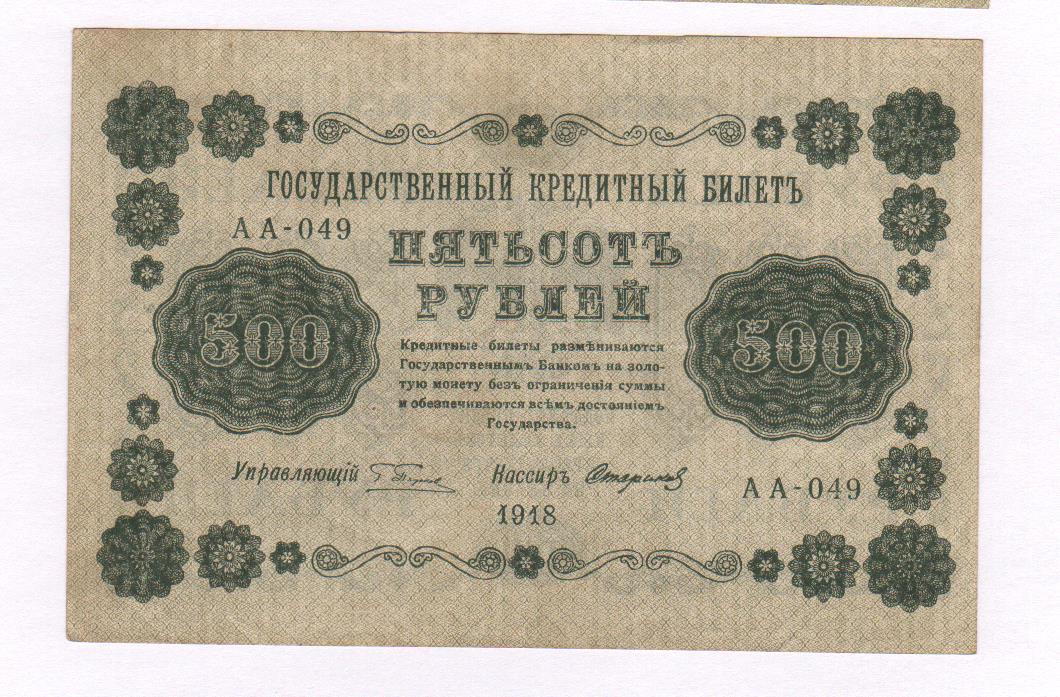 ГОСУДАРСТВЕННЫЙ КРЕДИТНЫЙ БИЛЕТЪ
АА-049
ПЯТЬСОТЪ
РУБЛЕЙ
500
500
Кредитные билеты размѣниваются
Государственнымъ Банкомъ на золо-
тую монету безъ ограниченія суммы
и обезпечиваются всѣмъ достояніемъ
Государства.
Управляющій
Кассиръ
АА-049
1918